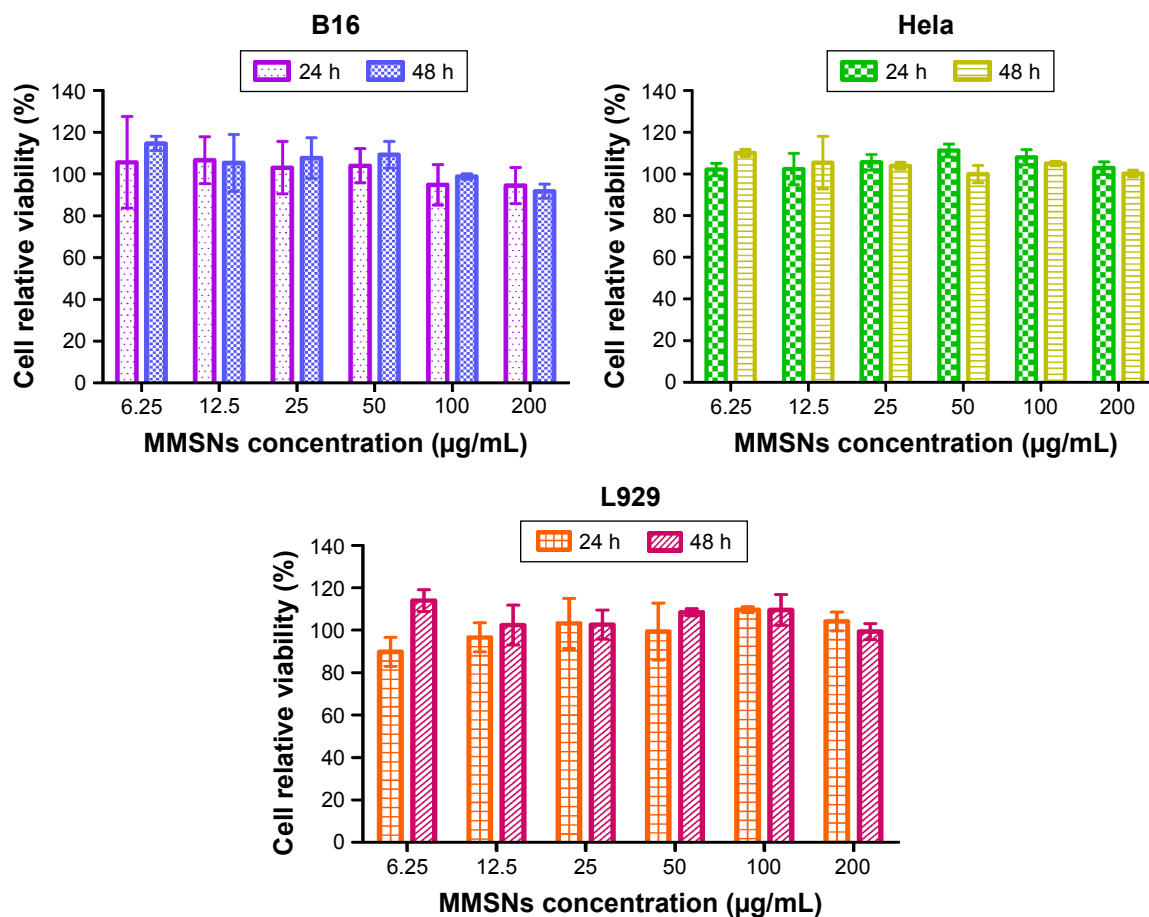 B16
24 h 48 h
Cell relative viability (%)
140
120
100
80
60
40
20
0
6.25 12.5 25 50 100 200
MMSNs concentration (µg/mL)
Hela
24 h 48 h
Cell relative viability (%)
140
120
100
80
60
40
20
0
6.25 12.5 25 50 100 200
MMSNs concentration (µg/mL)
L929
24 h 48 h
Cell relative viability (%)
140
120
100
80
60
40
20
0
6.25 12.5 25 50 100 200
MMSNs concentration (µg/mL)